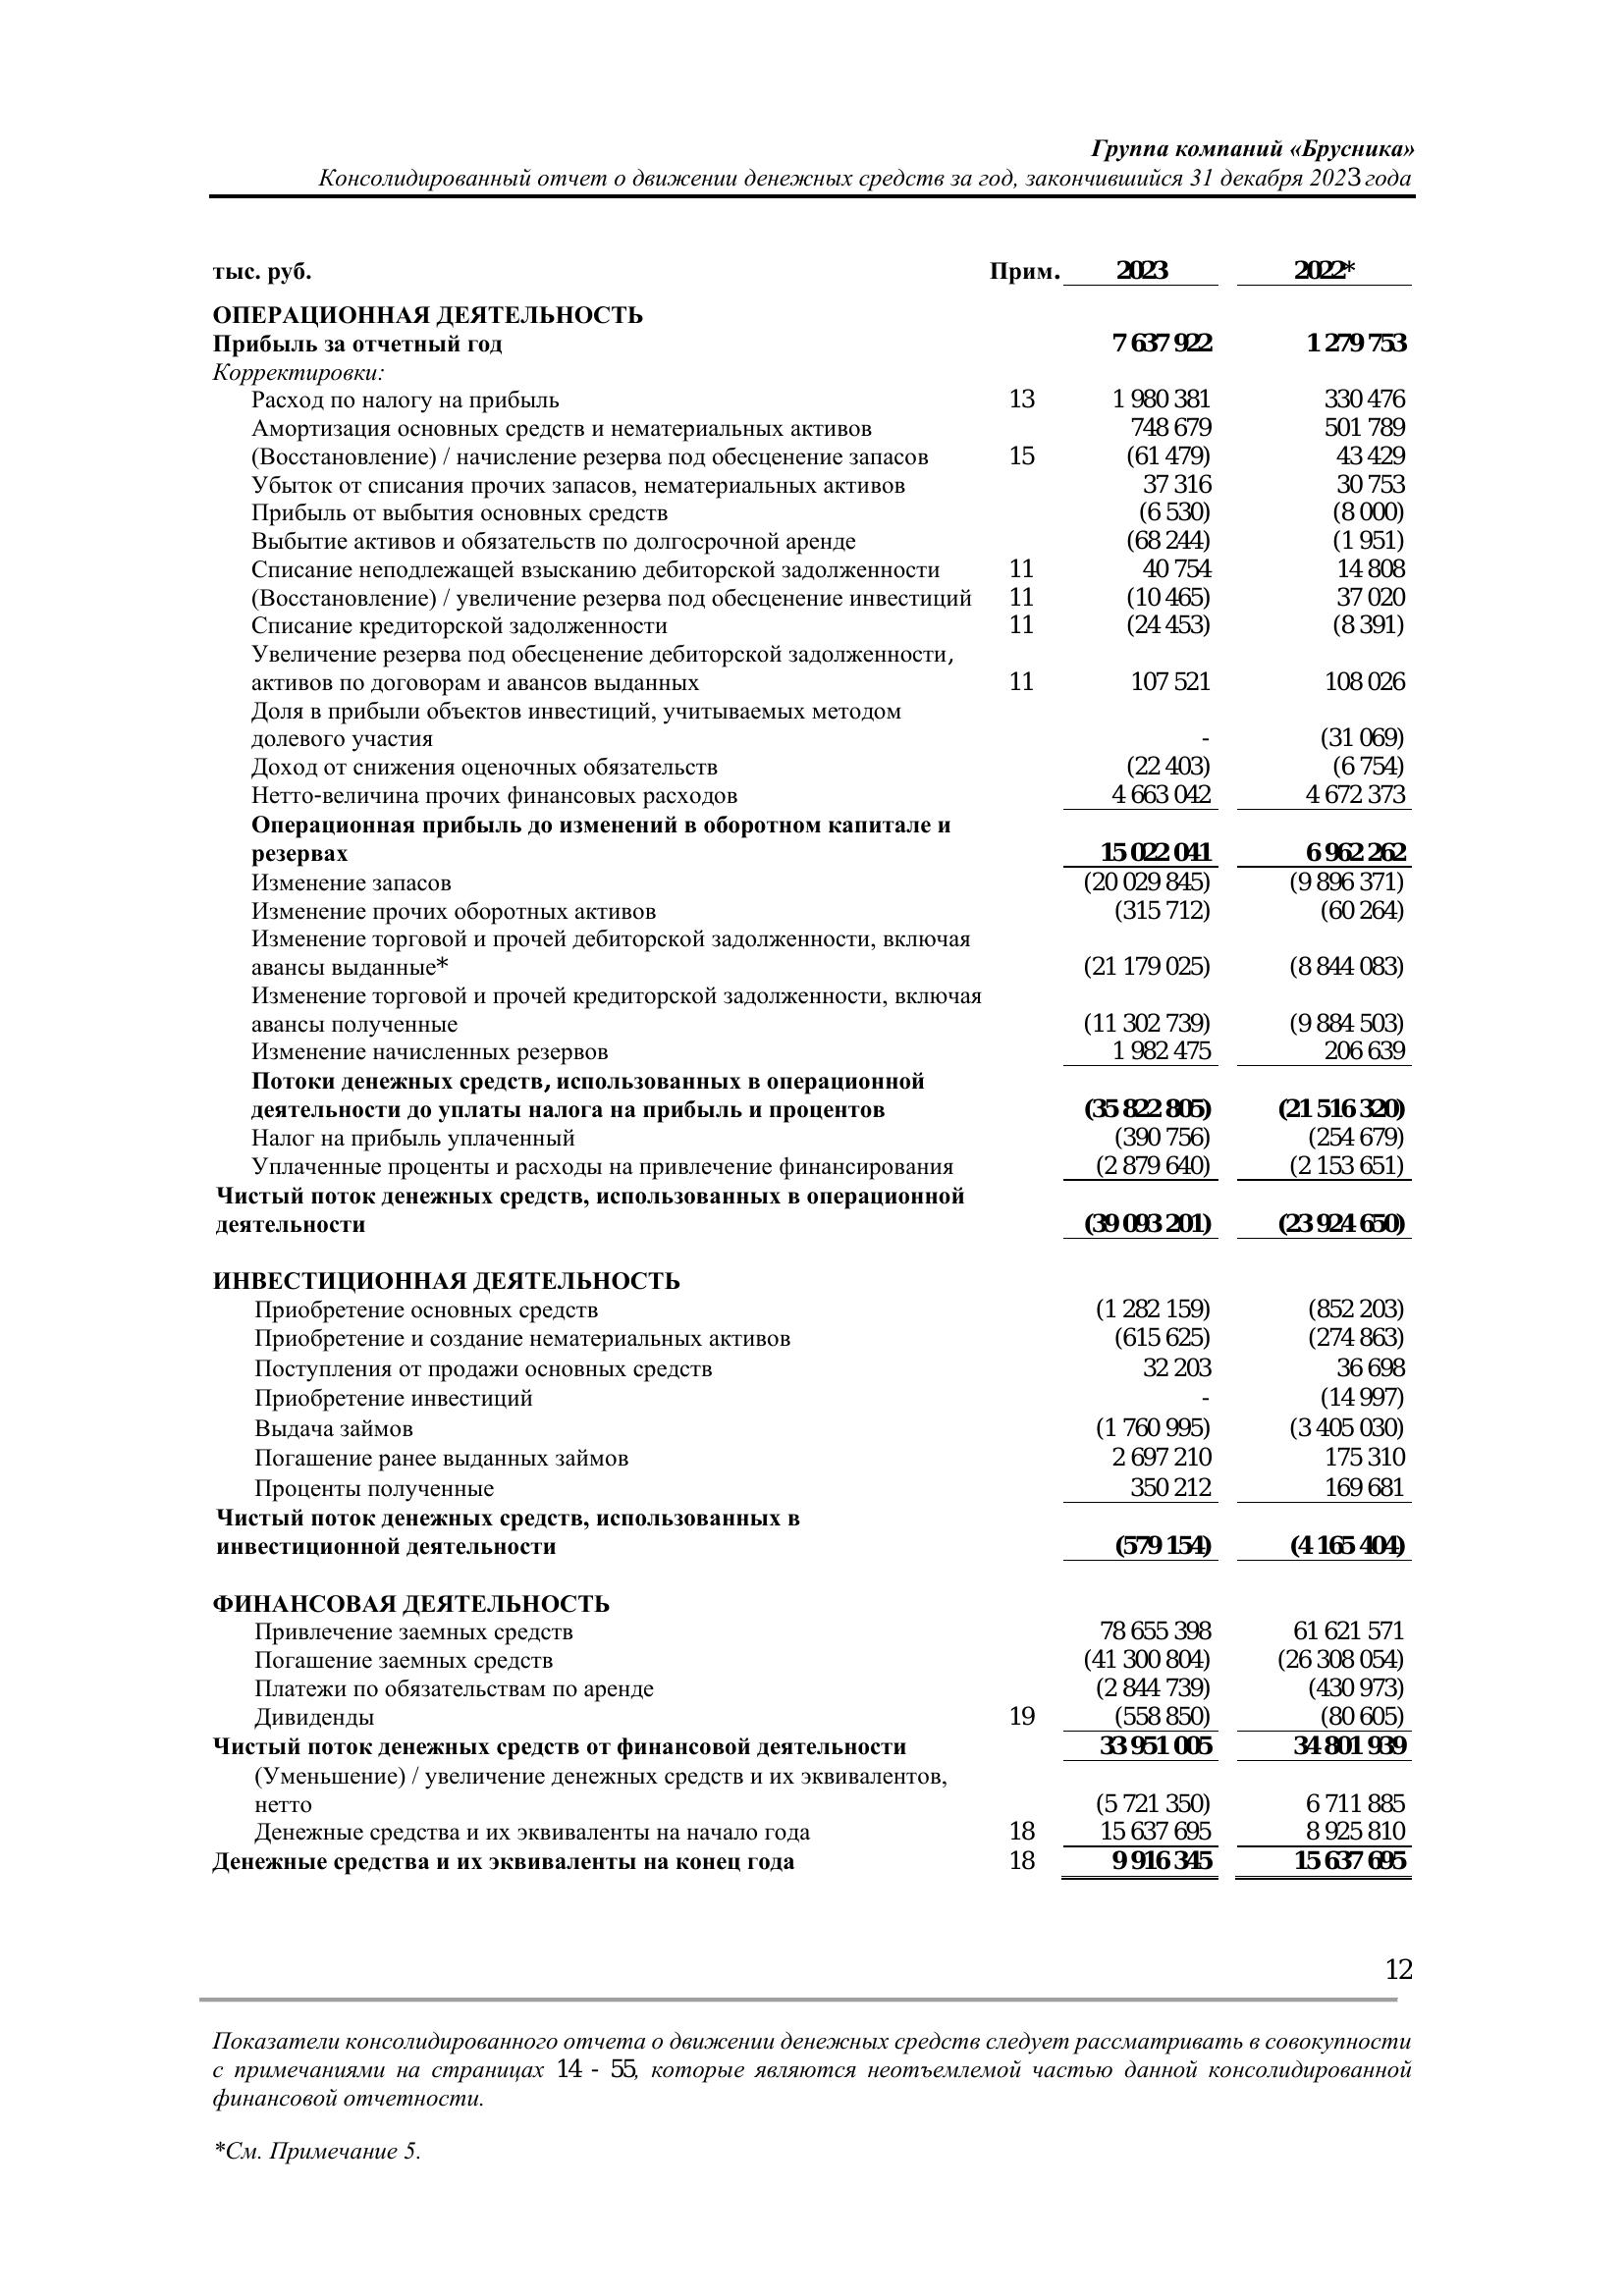 Группа компаний «Брусника»
Консолидированный отчет о движении денежных средств за год, закончившийся 31 декабря 2023 года
тыс. руб. Прим. 2023 2022*
ОПЕРАЦИОННАЯ ДЕЯТЕЛЬНОСТЬ
Прибыль за отчетный год 7 637 922 1 279 753
Корректировки:
Расход по налогу на прибыль 13 1 980 381 330 476
Амортизация основных средств и нематериальных активов 748 679 501 789
(Восстановление) / начисление резерва под обесценение запасов 15 (61 479) 43 429
Убыток от списания прочих запасов, нематериальных активов 37 316 30 753
Прибыль от выбытия основных средств (6 530) (8 000)
Выбытие активов и обязательств по долгосрочной аренде (68 244) (1 951)
Списание неподлежащей взысканию дебиторской задолженности 11 40 754 14 808
(Восстановление) / увеличение резерва под обесценение инвестиций 11 (10 465) 37 020
Списание кредиторской задолженности 11 (24 453) (8 391)
Увеличение резерва под обесценение дебиторской задолженности,
активов по договорам и авансов выданных 11 107 521 108 026
Доля в прибыли объектов инвестиций, учитываемых методом
долевого участия - (31 069)
Доход от снижения оценочных обязательств (22 403) (6 754)
Нетто-величина прочих финансовых расходов 4 663 042 4 672 373
Операционная прибыль до изменений в оборотном капитале и
резервах 15 022 041 6 962 262
Изменение запасов (20 029 845) (9 896 371)
Изменение прочих оборотных активов (315 712) (60 264)
Изменение торговой и прочей дебиторской задолженности, включая
авансы выданные* (21 179 025) (8 844 083)
Изменение торговой и прочей кредиторской задолженности, включая
авансы полученные (11 302 739) (9 884 503)
Изменение начисленных резервов 1 982 475 206 639
Потоки денежных средств, использованных в операционной
деятельности до уплаты налога на прибыль и процентов (35 822 805) (21 516 320)
Налог на прибыль уплаченный (390 756) (254 679)
Уплаченные проценты и расходы на привлечение финансирования (2 879 640) (2 153 651)
Чистый поток денежных средств, использованных в операционной
деятельности (39 093 201) (23 924 650)
ИНВЕСТИЦИОННАЯ ДЕЯТЕЛЬНОСТЬ
Приобретение основных средств (1 282 159) (852 203)
Приобретение и создание нематериальных активов (615 625) (274 863)
Поступления от продажи основных средств 32 203 36 698
Приобретение инвестиций - (14 997)
Выдача займов (1 760 995) (3 405 030)
Погашение ранее выданных займов 2 697 210 175 310
Проценты полученные 350 212 169 681
Чистый поток денежных средств, использованных в
инвестиционной деятельности (579 154) (4 165 404)
ФИНАНСОВАЯ ДЕЯТЕЛЬНОСТЬ
Привлечение заемных средств 78 655 398 61 621 571
Погашение заемных средств (41 300 804) (26 308 054)
Платежи по обязательствам по аренде (2 844 739) (430 973)
Дивиденды 19 (558 850) (80 605)
Чистый поток денежных средств от финансовой деятельности 33 951 005 34 801 939
(Уменьшение) / увеличение денежных средств и их эквивалентов,
нетто (5 721 350) 6 711 885
Денежные средства и их эквиваленты на начало года 18 15 637 695 8 925 810
Денежные средства и их эквиваленты на конец года 18 9 916 345 15 637 695
12
Показатели консолидированного отчета о движении денежных средств следует рассматривать в совокупности
с примечаниями на страницах 14 - 55, которые являются неотъемлемой частью данной консолидированной
финансовой отчетности.
*См. Примечание 5.